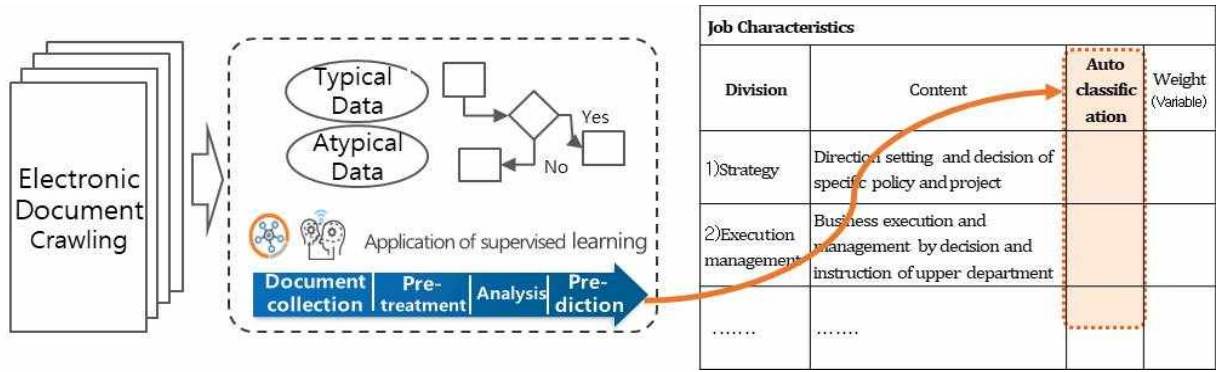 Electronic
Document
Crawling
Typical
Data
Atypical
Data
Yes
No
Application of supervised learning
Document
collection
Pre-
treatment
Analysis
Pre-
diction
Job Characteristics
Division
Content
Auto
classific
ation
Weight
(Variable)
1)Strategy
Direction setting and decision of
specific policy and project
2)Execution
management
Business execution and
management by decision and
instruction of upper department
.......
.......